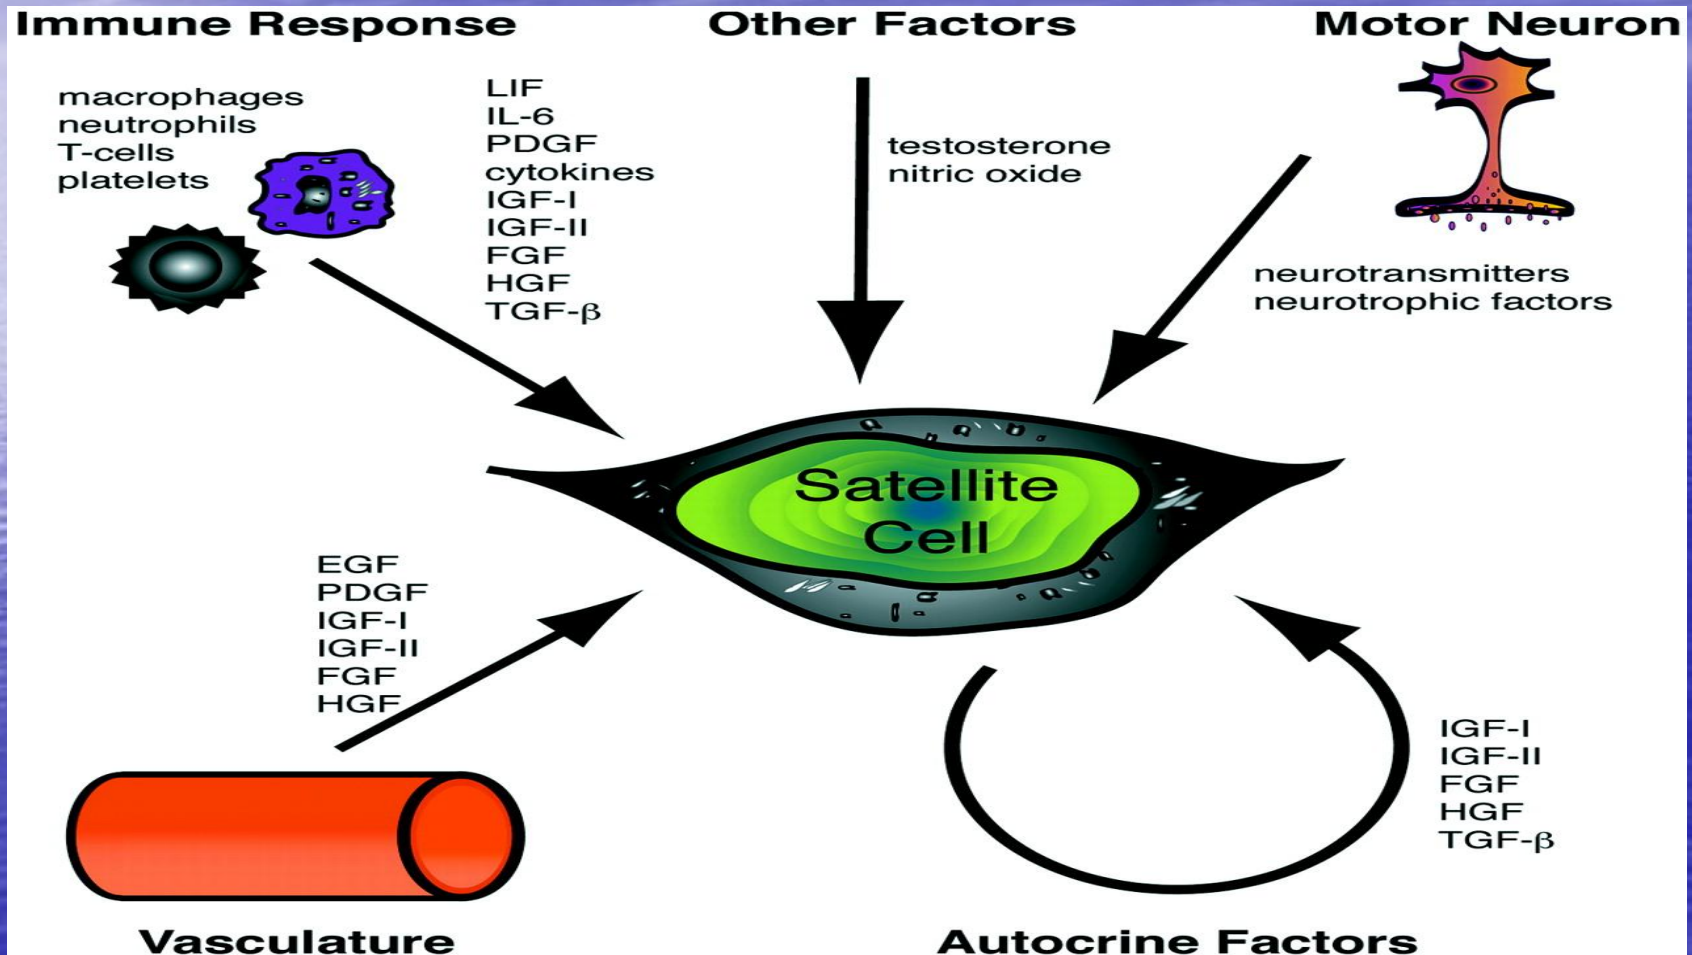 Immune Response
macrophages
neutrophils
T-cells
platelets
LIF
IL-6
PDGF
cytokines
IGF-I
IGF-II
FGF
HGF
TGF-β
Other Factors
testosterone
nitric oxide
Motor Neuron
neurotransmitters
neurotrophic factors
Satellite
Cell
EGF
PDGF
IGF-I
IGF-II
FGF
HGF
Vasculature
IGF-I
IGF-II
FGF
HGF
TGF-β
Autocrine Factors